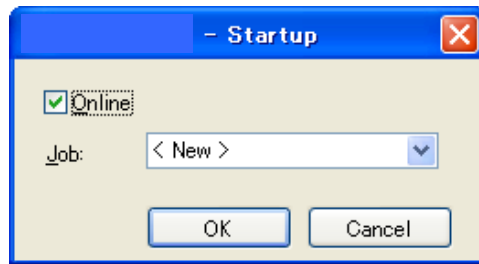 - Startup
Online
Job:
< New >
OK
Cancel